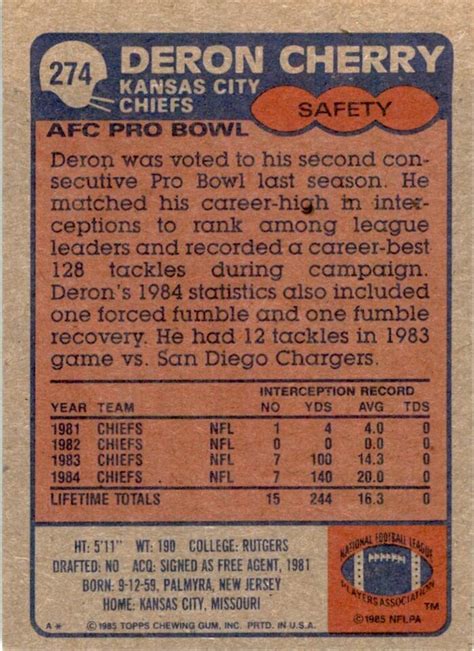 274
DERON CHERRY
KANSAS CITY
CHIEFS
SAFETY
AFC PRO BOWL
Deron was voted to his second con-
secutive Pro Bowl last season. He
matched his career-high in inter-
ceptions to rank among league
leaders and recorded a career-best
128 tackles during campaign.
Deron's 1984 statistics also included
one forced fumble and one fumble
recovery. He had 12 tackles in 1983
game vs. San Diego Chargers.
INTERCEPTION RECORD
YEAR TEAM NO YDS AVG TDS
1981 CHIEFS NFL 1 4 4.0 0
1982 CHIEFS NFL 0 0 0.0 0
1983 CHIEFS NFL 7 100 14.3 0
1984 CHIEFS NFL 7 140 20.0 0
LIFETIME TOTALS 15 244 16.3 0
HT: 5'11" WT: 190 COLLEGE: RUTGERS
DRAFTED: NO ACQ: SIGNED AS FREE AGENT, 1981
BORN: 9-12-59, PALMYRA, NEW JERSEY
HOME: KANSAS CITY, MISSOURI
A* ©1985 TOPPS CHEWING GUM, INC. PRTD. IN U.S.A.
NATIONAL FOOTBALL LEAGUE
PLAYERS ASSOCIATION
™
©1985 NFLPA